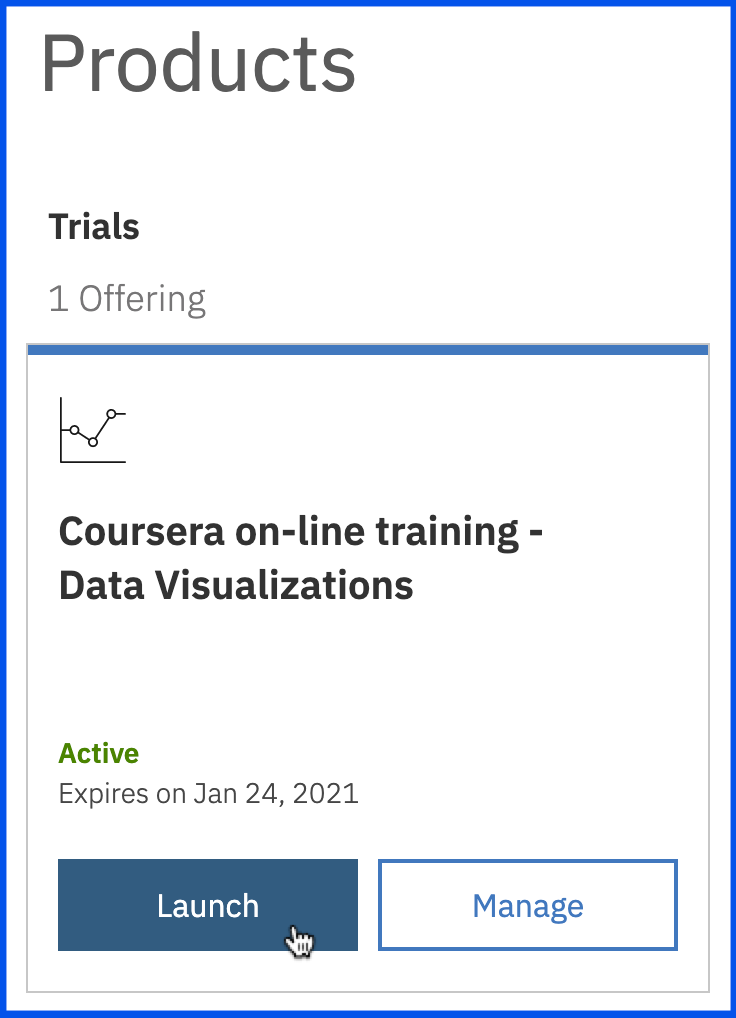 Products
Trials
1 Offering
Coursera on-line training -
Data Visualizations
Active
Expires on Jan 24, 2021
Launch
Manage